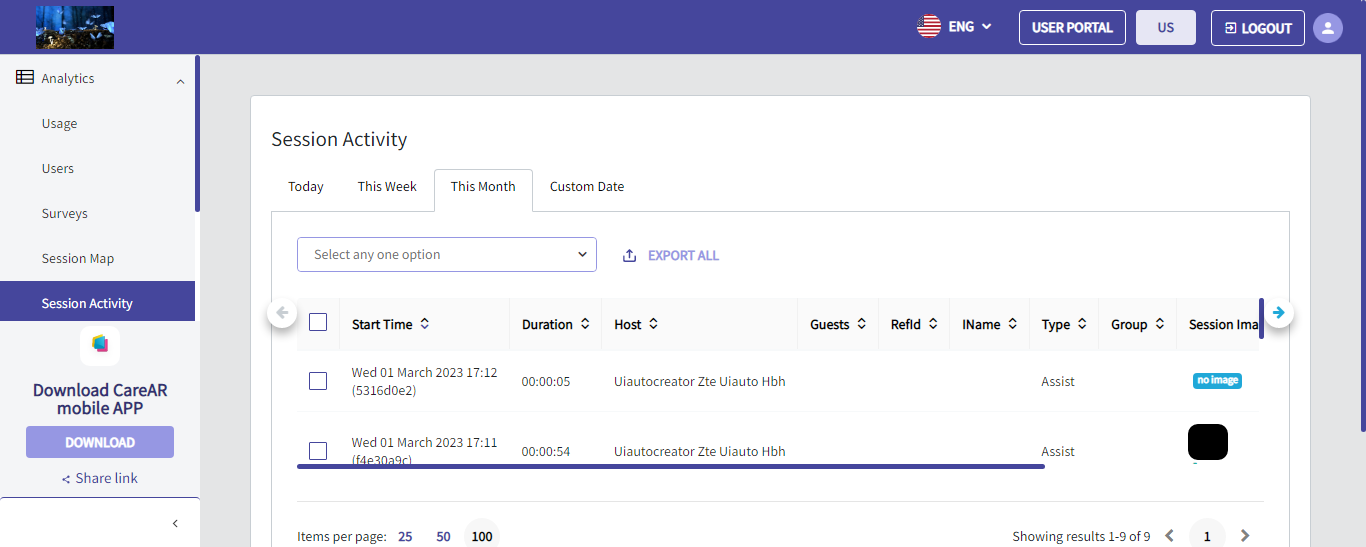 ENG
USER PORTAL
US
LOGOUT
Analytics
Usage
Users
Surveys
Session Map
Session Activity
Download CareAR
mobile APP
DOWNLOAD
Share link
Session Activity
Today This Week This Month Custom Date
Select any one option
EXPORT ALL
Start Time Duration Host Guests RefId IName Type Group Session Ima
Wed 01 March 2023 17:12
(5316d0e2)
00:00:05 Uiautocreator Zte Uiauto Hbh Assist no image
Wed 01 March 2023 17:11
(f4e30a9c)
00:00:54 Uiautocreator Zte Uiauto Hbh Assist
Items per page: 25 50 100
Showing results 1-9 of 9 1